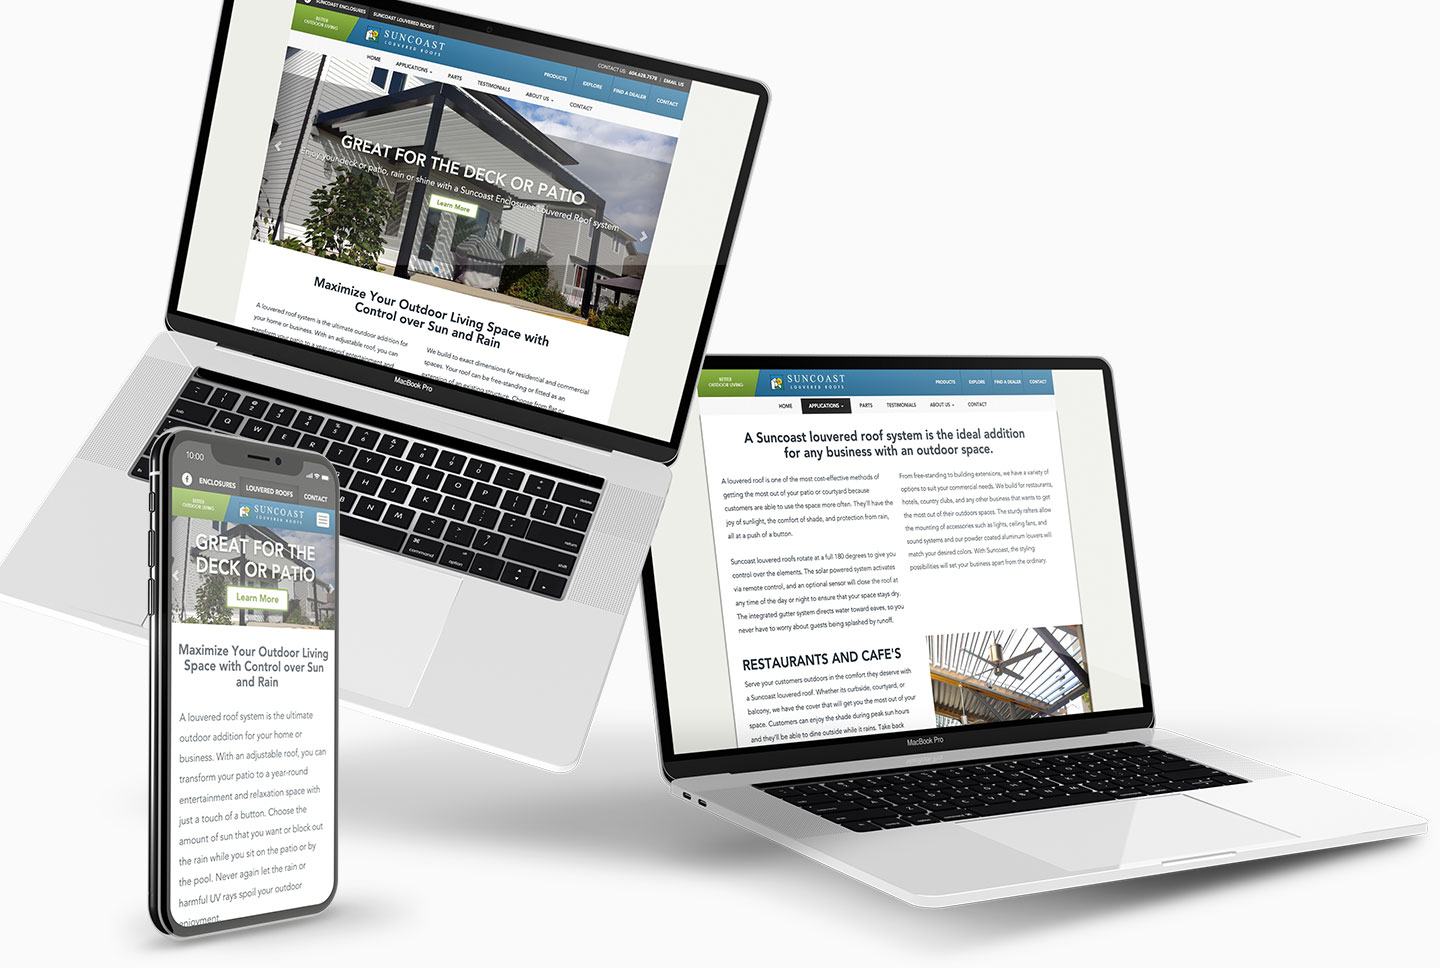 SUNCOAST ENCLOSURES SUNCOAST LOUVERED ROOFS
CONTACT US: 604.628.7578 | EMAIL US
BETTER
OUTDOOR LIVING
SUNCOAST
LOUVERED ROOFS
PRODUCTS EXPLORE FIND A DEALER CONTACT
HOME APPLICATIONS PARTS TESTIMONIALS ABOUT US CONTACT
GREAT FOR THE DECK OR PATIO
Enjoy your deck or patio, rain or shine with a Suncoast Enclosures Louvered Roof system
Learn More
Maximize Your Outdoor Living Space with
Control over Sun and Rain
A louvered roof system is the ultimate outdoor addition for
your home or business. With an adjustable roof, you can
transform your patio to a year-round entertainment and
We build to exact dimensions for residential and commercial
spaces. Your roof can be free-standing or fitted as an
extension of an existing structure. Choose from flat or
MacBook Pro
tab
Q W E R T Y U I O P
command
option
return
shift
10:00
ENCLOSURES LOUVERED ROOFS CONTACT
BETTER
OUTDOOR LIVING
SUNCOAST
LOUVERED ROOFS
GREAT FOR THE
DECK OR PATIO
Learn More
Maximize Your Outdoor Living
Space with Control over Sun
and Rain
A louvered roof system is the ultimate
outdoor addition for your home or
business. With an adjustable roof, you can
transform your patio to a year-round
entertainment and relaxation space with
just a touch of a button. Choose the
amount of sun that you want or block out
the rain while you sit on the patio or by
the pool. Never again let the rain or
harmful UV rays spoil your outdoor
enjoyment.
BETTER
OUTDOOR LIVING
SUNCOAST
LOUVERED ROOFS
PRODUCTS EXPLORE FIND A DEALER CONTACT
HOME APPLICATIONS PARTS TESTIMONIALS ABOUT US CONTACT
A Suncoast louvered roof system is the ideal addition
for any business with an outdoor space.
A louvered roof is one of the most cost-effective methods of
getting the most out of your patio or courtyard because
customers are able to use the space more often. They'll have the
joy of sunlight, the comfort of shade, and protection from rain,
all at a push of a button.
Suncoast louvered roofs rotate at a full 180 degrees to give you
control over the elements. The solar powered system activates
via remote control, and an optional sensor will close the roof at
any time of the day or night to ensure that your space stays dry.
The integrated gutter system directs water toward eaves, so you
never have to worry about guests being splashed by runoff.
From free-standing to building extensions, we have a variety of
options to suit your commercial needs. We build for restaurants,
hotels, country clubs, and any other business that wants to get
the most out of their outdoors spaces. The sturdy rafters allow
the mounting of accessories such as lights, ceiling fans, and
sound systems and our powder coated aluminum louvers will
match your desired colors. With Suncoast, the styling
possibilities will set your business apart from the ordinary.
RESTAURANTS AND CAFE'S
Serve your customers outdoors in the comfort they deserve with
a Suncoast louvered roof. Whether its curbside, courtyard, or
balcony, we have the cover that will get you the most out of your
space. Customers can enjoy the shade during peak sun hours
and they'll be able to dine outside while it rains. Take back
MacBook Pro